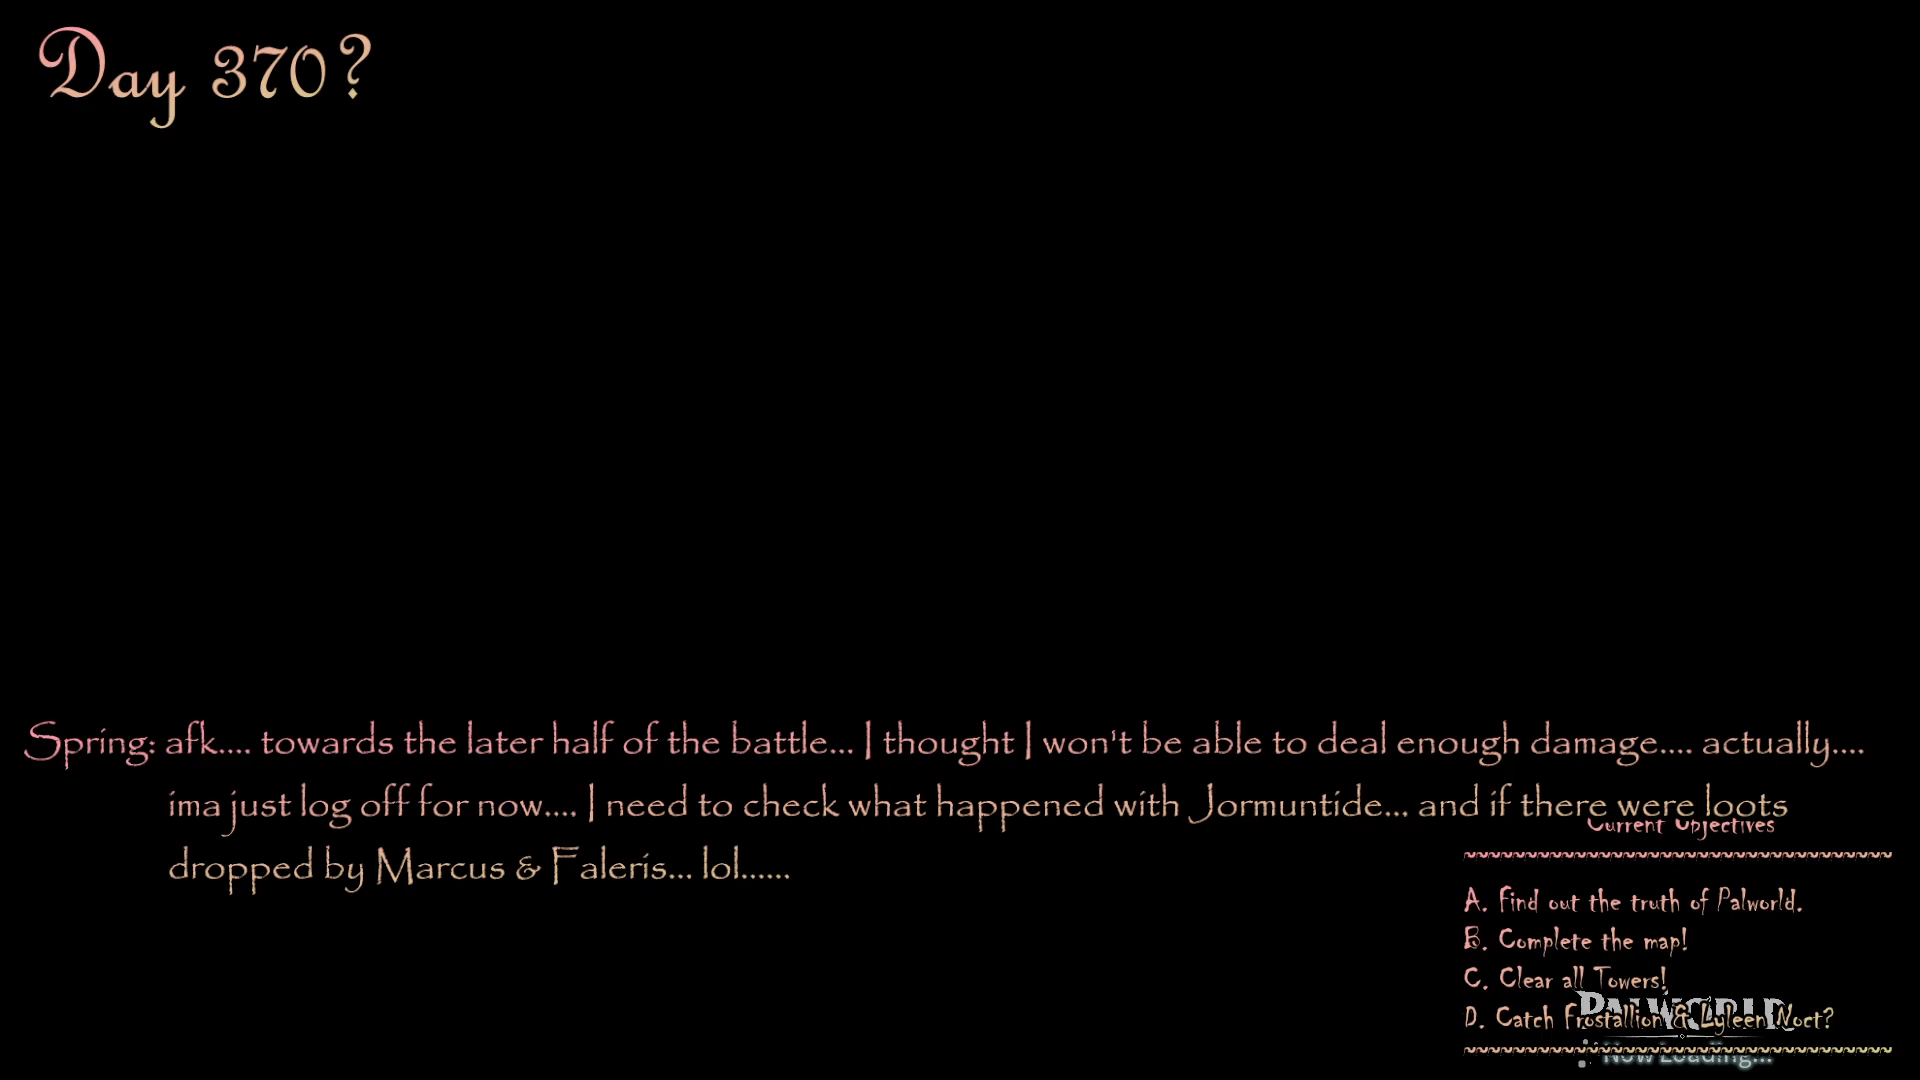 Day 370?
Spring: afk.... towards the later half of the battle... I thought I won't be able to deal enough damage.... actually....
ima just log off for now.... I need to check what happened with Jormuntide... and if there were loots
dropped by Marcus & Faleris... lol......
Current Objectives
~~~~~~~~~~~~~~~~~~~~~~~~~~~~~~~~~~~
A. Find out the truth of Palworld.
B. Complete the map!
C. Clear all Towers!
PALWORLD
D. Catch Frostallion & Lyleen Noct?
~~~~~~~~~~~~~~~~~~~~~~~~~~~~~~~~~~~
Now Loading...